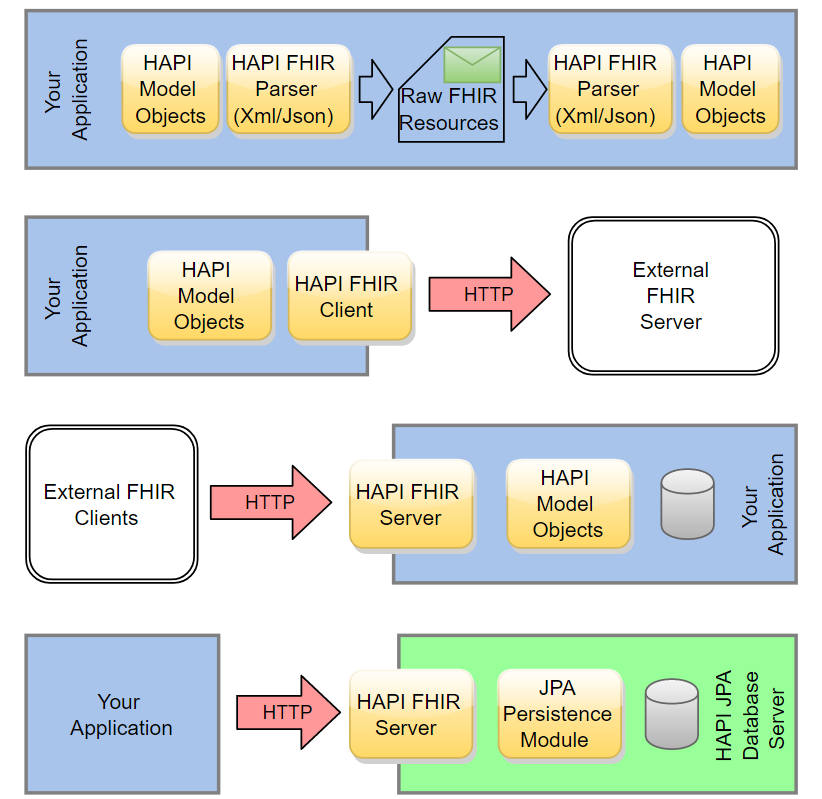 Your
Application
HAPI
Model
Objects
HAPI FHIR
Parser
(Xml/Json)
Raw FHIR
Resources
HAPI FHIR
Parser
(Xml/Json)
HAPI
Model
Objects
Your
Application
HAPI
Model
Objects
HAPI FHIR
Client
HTTP
External
FHIR
Server
External FHIR
Clients
HTTP
HAPI FHIR
Server
HAPI
Model
Objects
Your
Application
Your
Application
HTTP
HAPI FHIR
Server
JPA
Persistence
Module
HAPI JPA
Database
Server